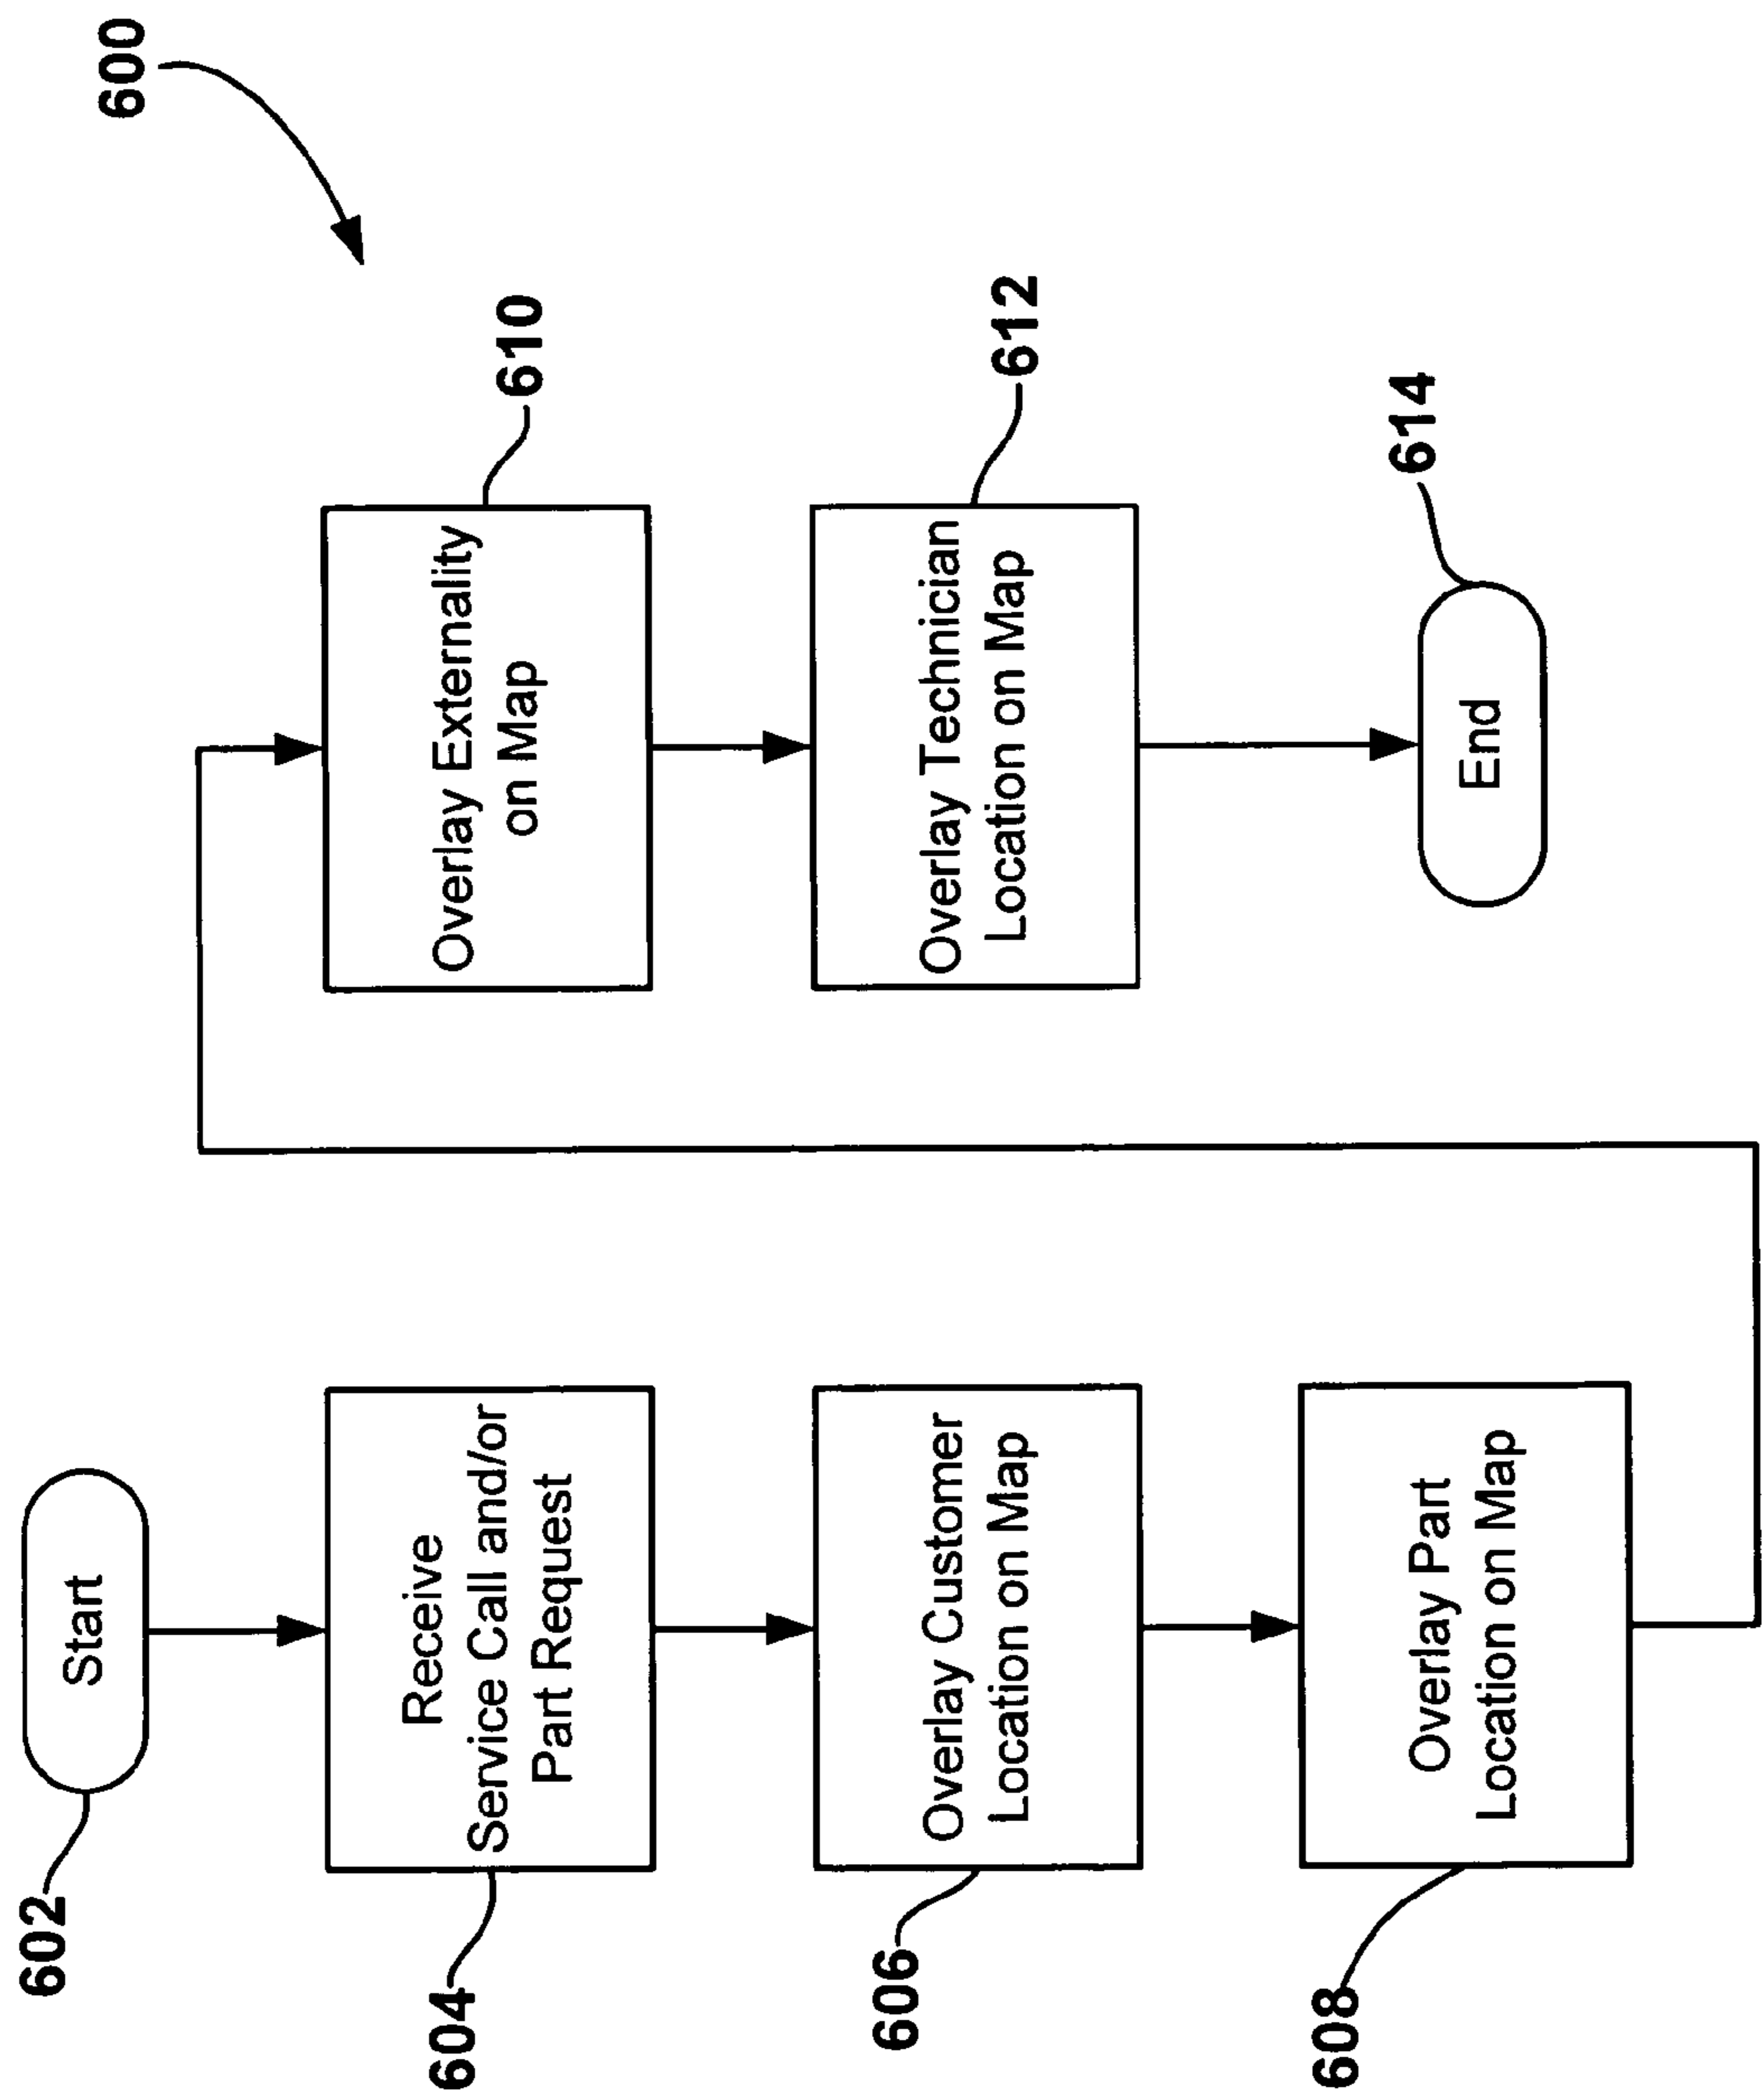 600
602
Start
604
Receive
Service Call and/or
Part Request
606
Overlay Customer
Location on Map
608
Overlay Part
Location on Map
610
Overlay Externality
on Map
612
Overlay Technician
Location on Map
614
End